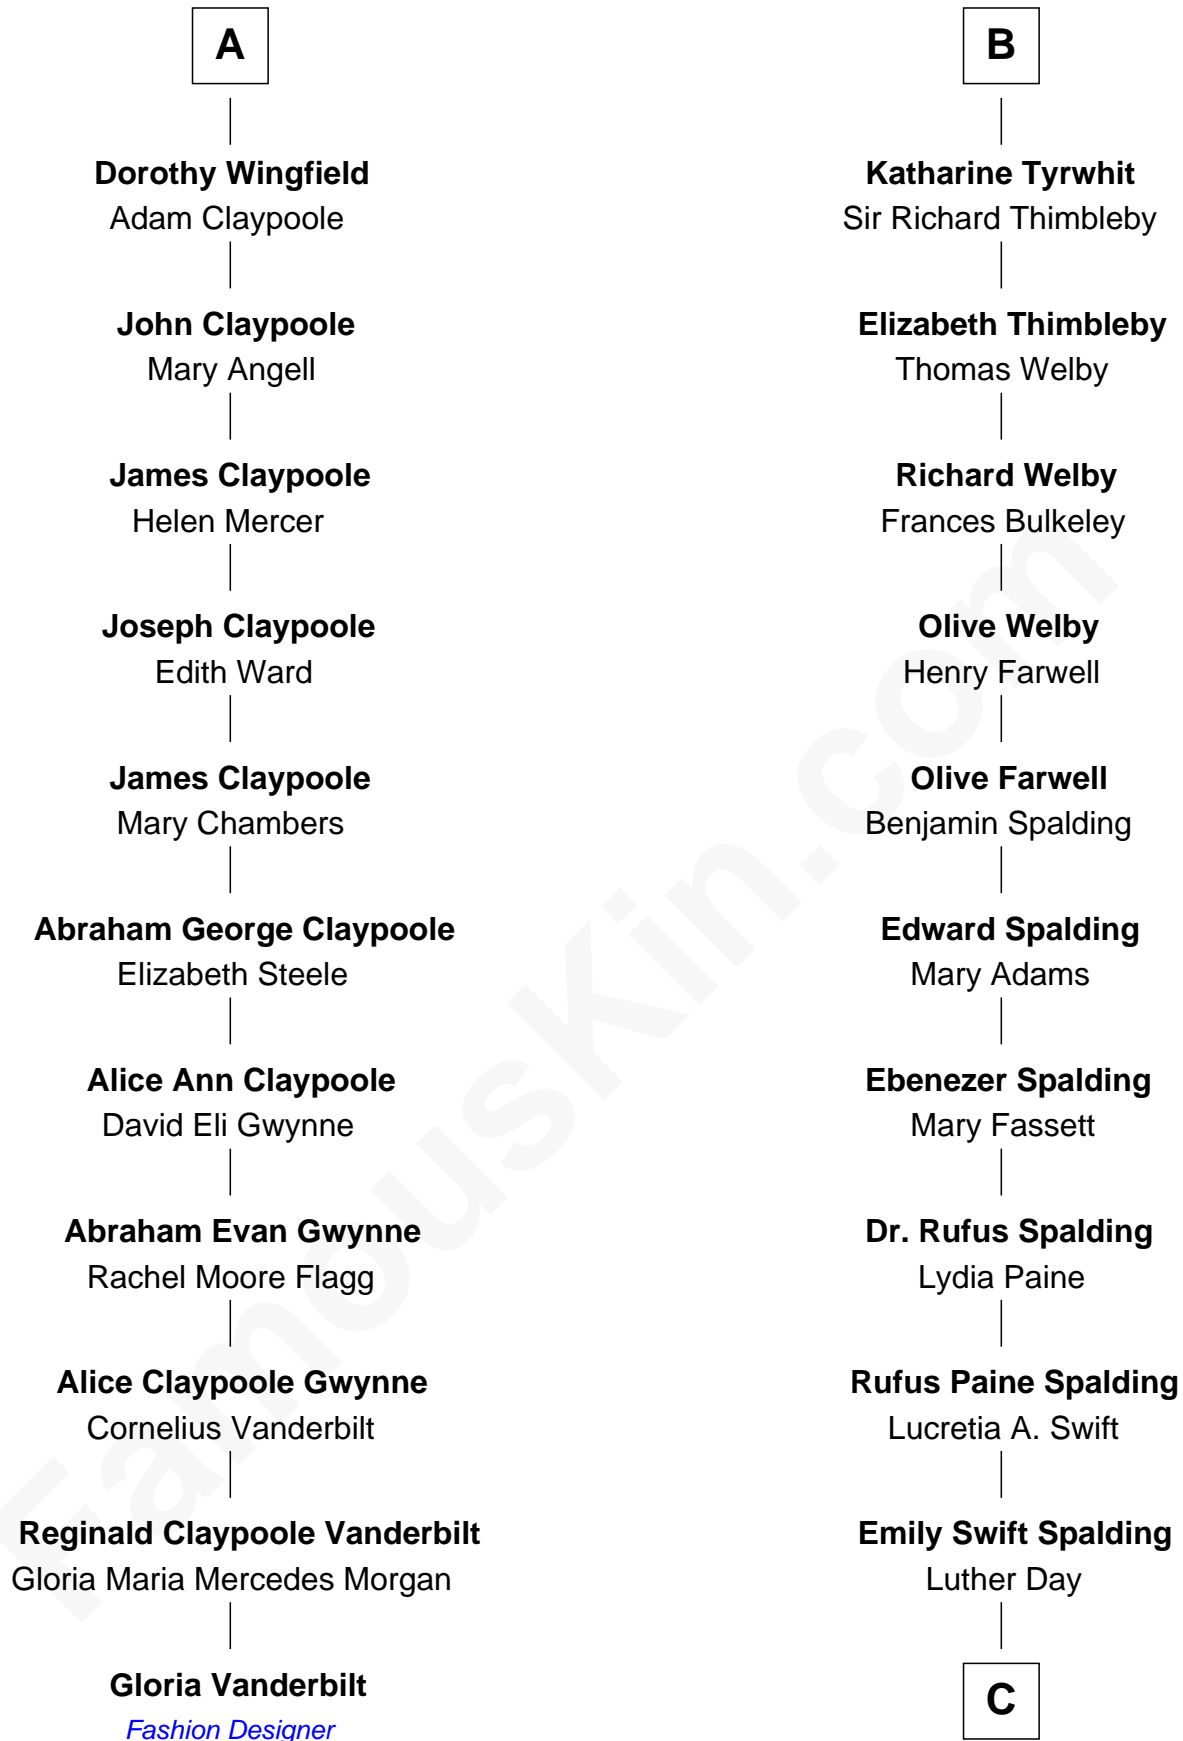 A
Dorothy Wingfield
Adam Claypoole
John Claypoole
Mary Angell
James Claypoole
Helen Mercer
Joseph Claypoole
Edith Ward
James Claypoole
Mary Chambers
Abraham George Claypoole
Elizabeth Steele
Alice Ann Claypoole
David Eli Gwynne
Abraham Evan Gwynne
Rachel Moore Flagg
Alice Claypoole Gwynne
Cornelius Vanderbilt
Reginald Claypoole Vanderbilt
Gloria Maria Mercedes Morgan
Gloria Vanderbilt
Fashion Designer
B
Katharine Tyrwhit
Sir Richard Thimbleby
Elizabeth Thimbleby
Thomas Welby
Richard Welby
Frances Bulkeley
Olive Welby
Henry Farwell
Olive Farwell
Benjamin Spalding
Edward Spalding
Mary Adams
Ebenezer Spalding
Mary Fassett
Dr. Rufus Spalding
Lydia Paine
Rufus Paine Spalding
Lucretia A. Swift
Emily Swift Spalding
Luther Day
C
FamousKin.com